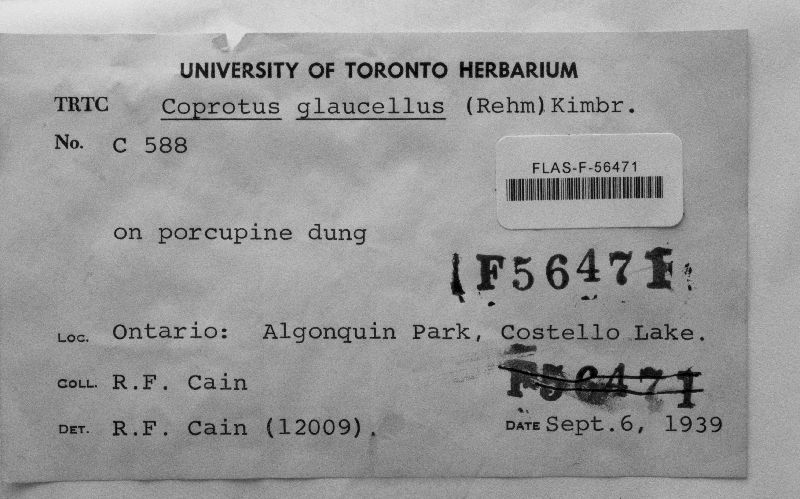 UNIVERSITY OF TORONTO HERBARIUM
TRTC Coprotus glaucellus (Rehm) Kimbr.
No. C 588
FLAS-F-56471
on porcupine dung
F56471
LOC. Ontario: Algonquin Park, Costello Lake.
COLL. R.F. Cain
F56471
DET. R.F. Cain (12009).
DATE Sept.6, 1939